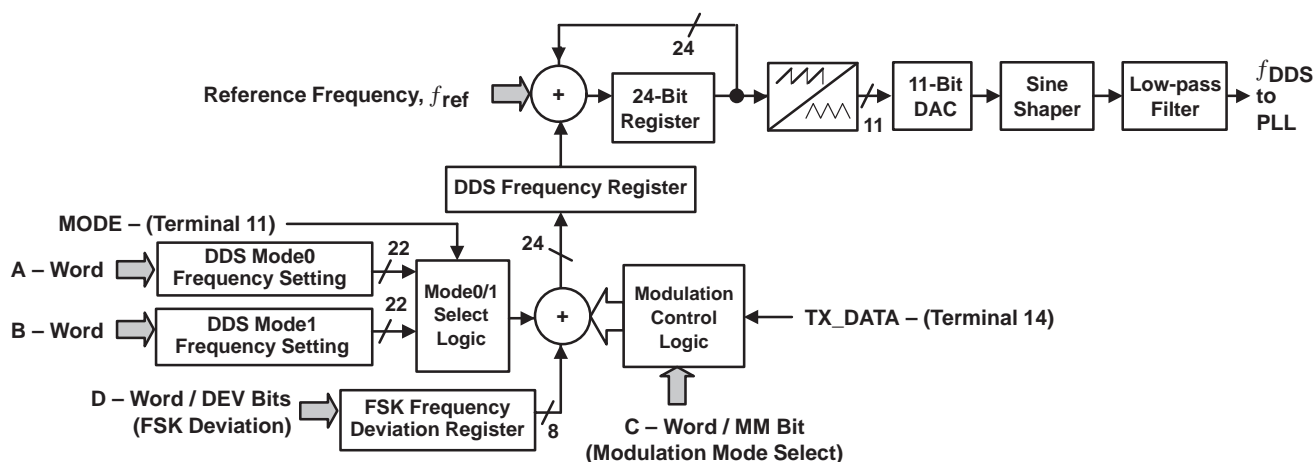 24
Reference Frequency, fref
+
24-Bit
Register
11
11-Bit
DAC
Sine
Shaper
Low-pass
Filter
fDDS
to
PLL
DDS Frequency Register
MODE – (Terminal 11)
24
A – Word
DDS Mode0
Frequency Setting
22
B – Word
DDS Mode1
Frequency Setting
22
Mode0/1
Select
Logic
+
Modulation
Control
Logic
TX_DATA – (Terminal 14)
D – Word / DEV Bits
(FSK Deviation)
FSK Frequency
Deviation Register
8
C – Word / MM Bit
(Modulation Mode Select)